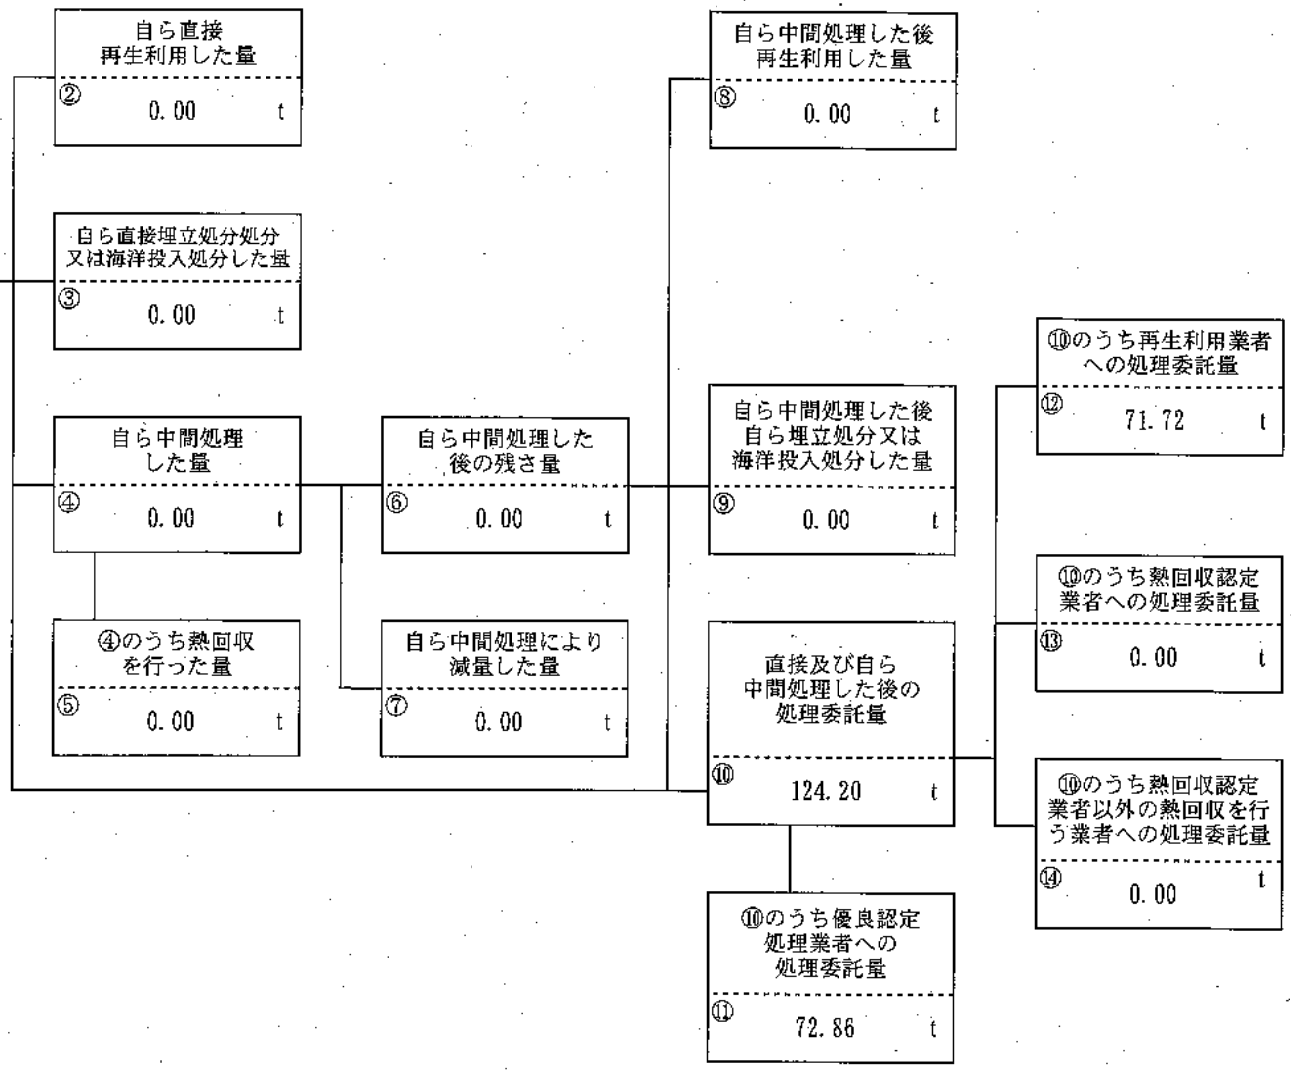 自ら直接
再生利用した量
② 0.00 t
自ら中間処理した後
再生利用した量
⑧ 0.00 t
自ら直接埋立処分処分
又は海洋投入処分した量
③ 0.00 t
⑩のうち再生利用業者
への処理委託量
⑫ 71.72 t
自ら中間処理
した量
④ 0.00 t
自ら中間処理した
後の残さ量
⑥ 0.00 t
自ら中間処理した後
自ら埋立処分又は
海洋投入処分した量
⑨ 0.00 t
⑩のうち熱回収認定
業者への処理委託量
⑬ 0.00 t
④のうち熱回収
を行った量
⑤ 0.00 t
自ら中間処理により
減量した量
⑦ 0.00 t
直接及び自ら
中間処理した後の
処理委託量
⑩ 124.20 t
⑩のうち熱回収認定
業者以外の熱回収を行
う業者への処理委託量
⑭ 0.00 t
⑩のうち優良認定
処理業者への
処理委託量
⑪ 72.86 t